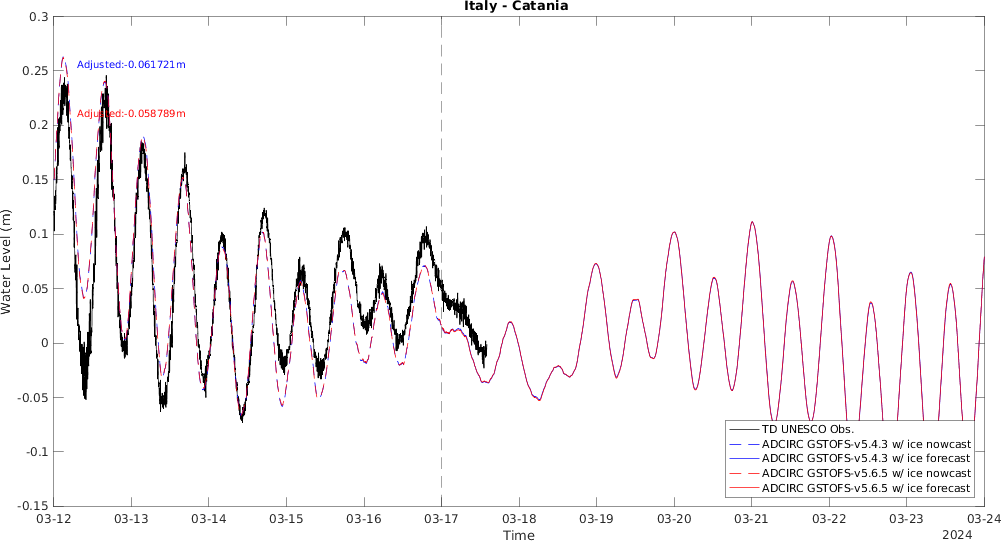 Italy - Catania
0.3
0.25
0.2
0.15
0.1
0.05
0
-0.05
-0.1
-0.15
Water Level (m)
Adjusted:-0.061721m
Adjusted:-0.058789m
TD UNESCO Obs.
ADCIRC GSTOFS-v5.4.3 w/ ice nowcast
ADCIRC GSTOFS-v5.4.3 w/ ice forecast
ADCIRC GSTOFS-v5.6.5 w/ ice nowcast
ADCIRC GSTOFS-v5.6.5 w/ ice forecast
03-12 03-13 03-14 03-15 03-16 03-17 03-18 03-19 03-20 03-21 03-22 03-23 03-24
Time
2024